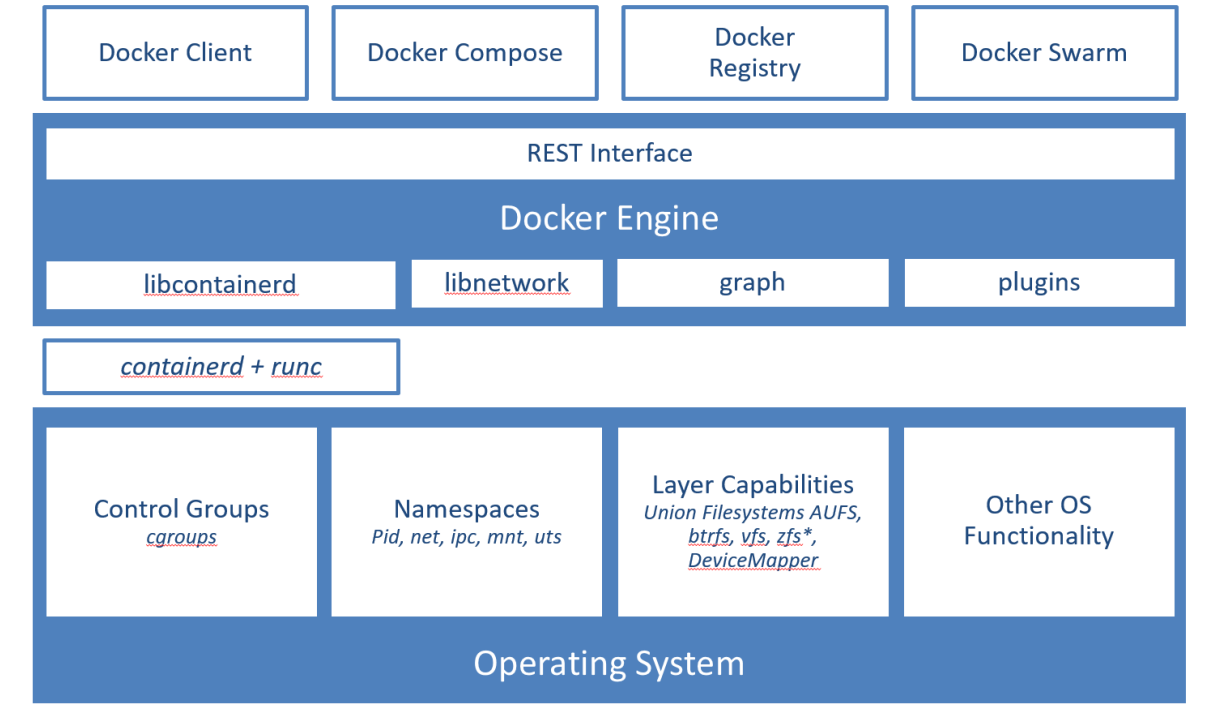 Docker Client
Docker Compose
Docker
Registry
Docker Swarm
REST Interface
Docker Engine
libcontainerd
libnetwork
graph
plugins
containerd + runc
Control Groups
cgroups
Namespaces
Pid, net, ipc, mnt, uts
Layer Capabilities
Union Filesystems AUFS,
btrfs, vfs, zfs*,
DeviceMapper
Other OS
Functionality
Operating System